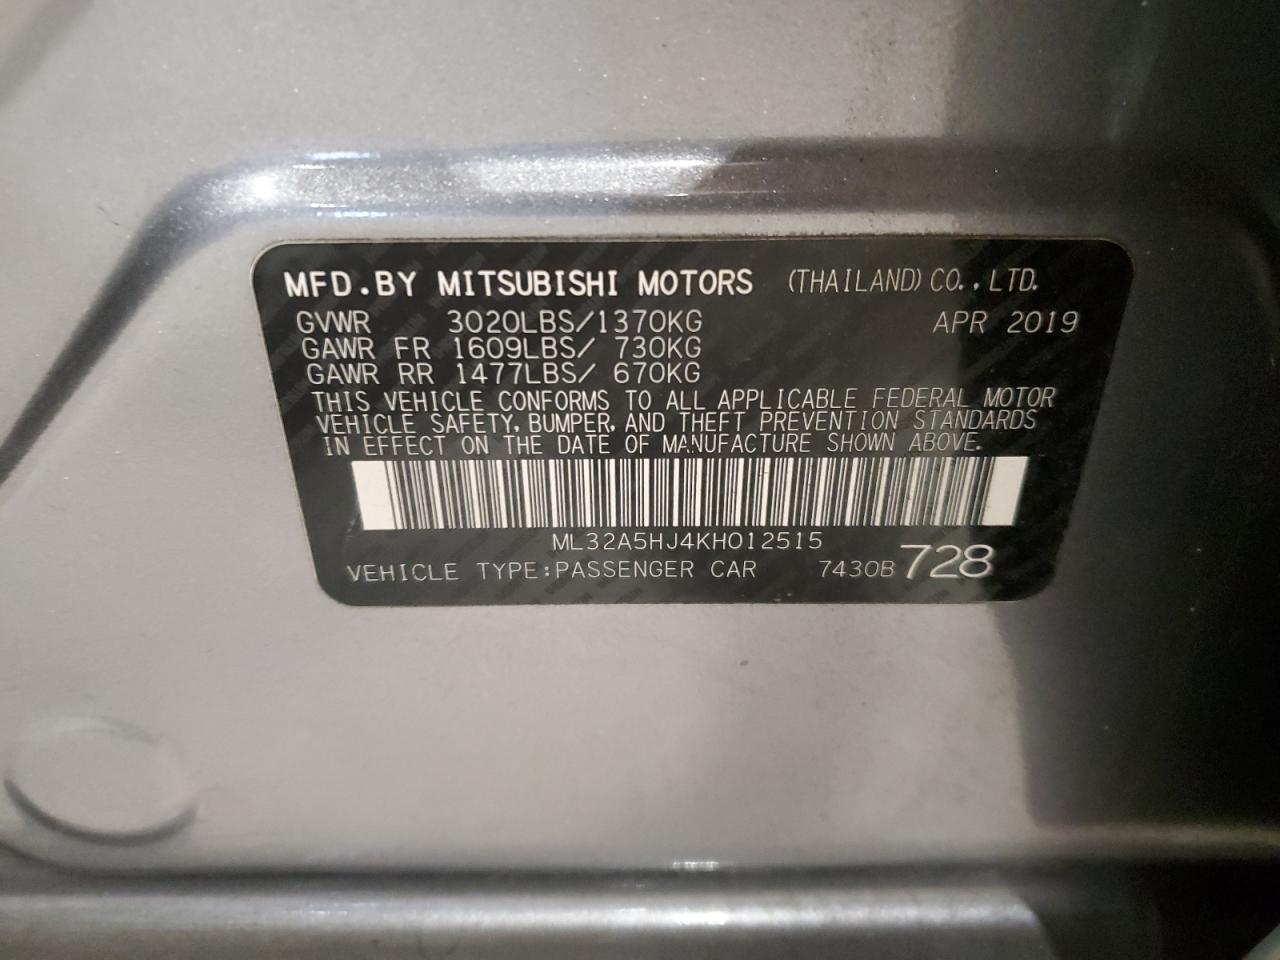 MFD.BY MITSUBISHI MOTORS (THAILAND) CO.,LTD.
GVWR 3020LBS/1370KG APR 2019
GAWR FR 1609LBS/ 730KG
GAWR RR 1477LBS/ 670KG
THIS VEHICLE CONFORMS TO ALL APPLICABLE FEDERAL MOTOR
VEHICLE SAFETY, BUMPER, AND THEFT PREVENTION STANDARDS
IN EFFECT ON THE DATE OF MANUFACTURE SHOWN ABOVE.
ML32A5HJ4KH012515
VEHICLE TYPE:PASSENGER CAR 7430B 728